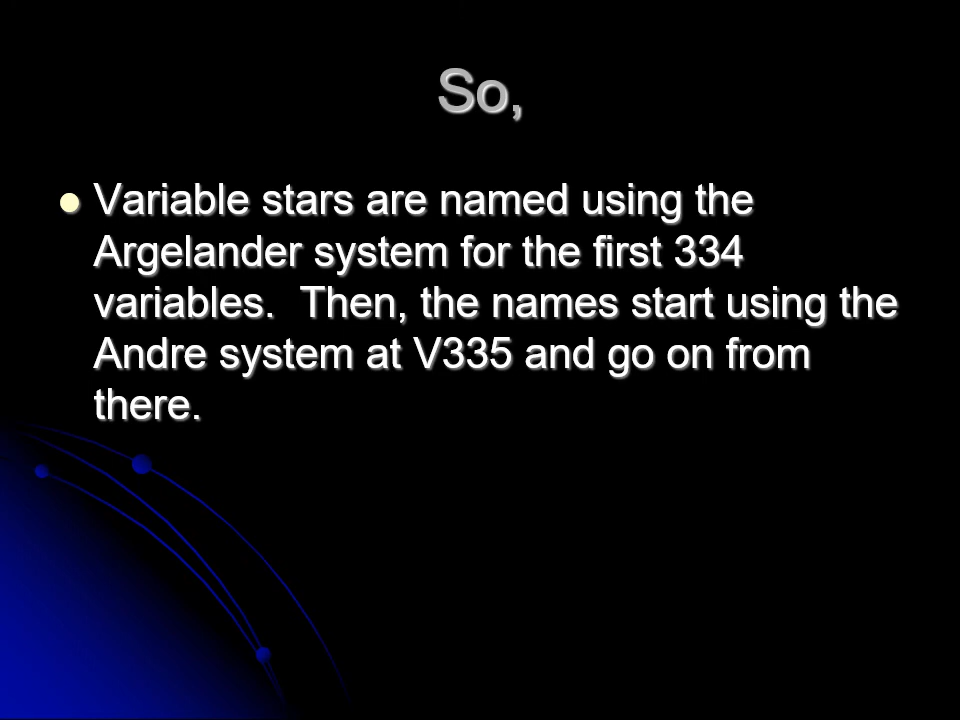 So,
Variable stars are named using the
Argelander system for the first 334
variables.  Then, the names start using the
Andre system at V335 and go on from
there.